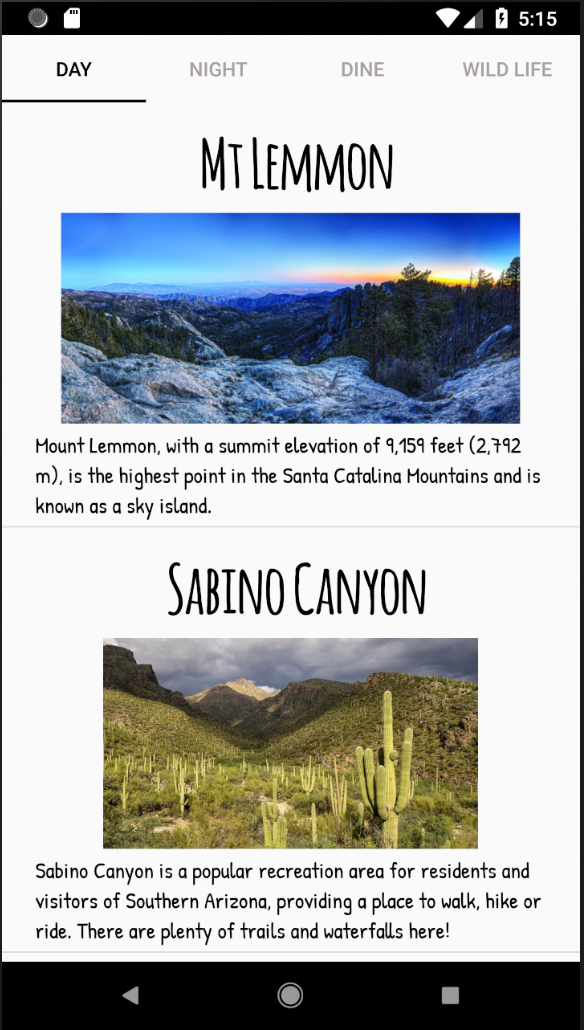 5:15
DAY NIGHT DINE WILD LIFE
Mt Lemmon
Mount Lemmon, with a summit elevation of 9,159 feet (2,792
m), is the highest point in the Santa Catalina Mountains and is
known as a sky island.
Sabino Canyon
Sabino Canyon is a popular recreation area for residents and
visitors of Southern Arizona, providing a place to walk, hike or
ride. There are plenty of trails and waterfalls here!